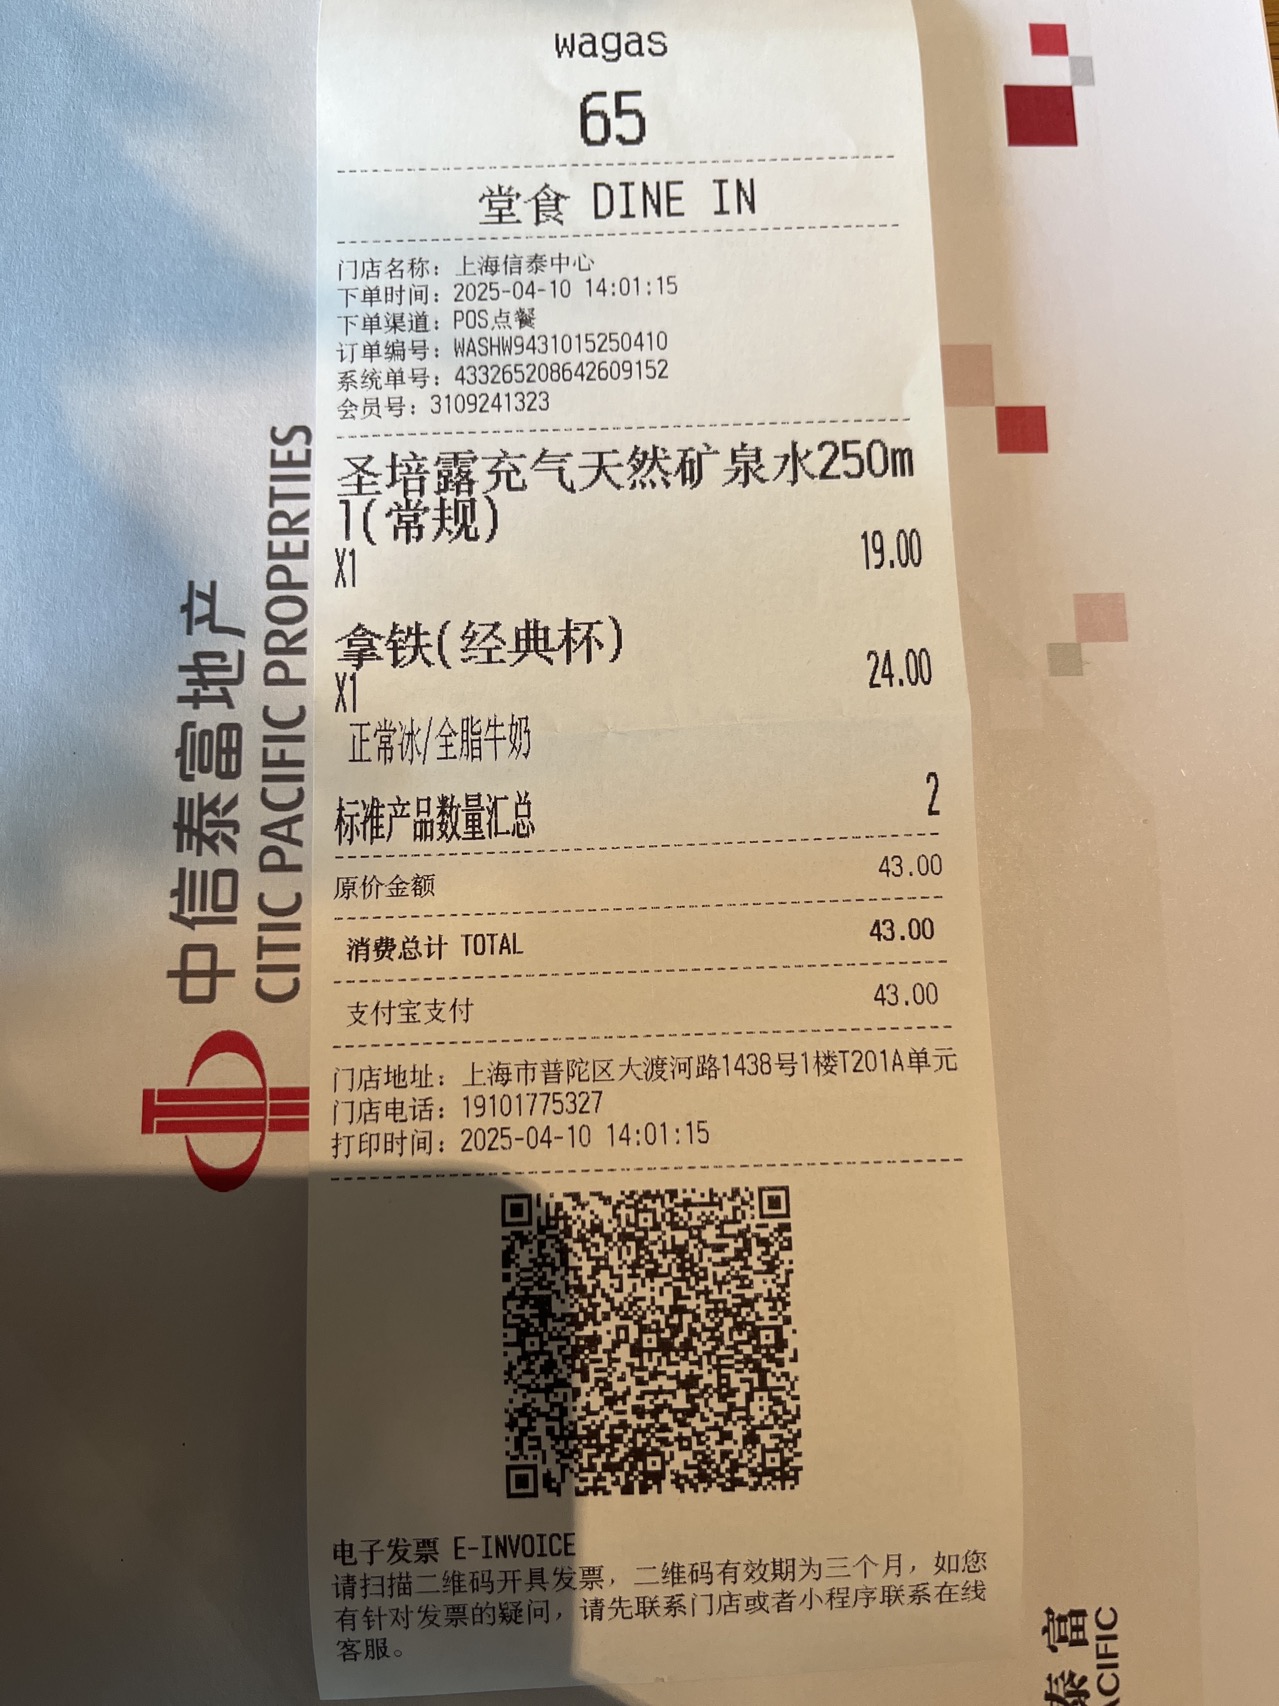 wagas
65
堂食 DINE IN
门店名称：上海信泰中心
下单时间：2025-04-10 14:01:15
下单渠道：POS点餐
订单编号：WASHW9431015250410
系统单号：433265208642609152
会员号：3109241323
圣培露充气天然矿泉水250m
l(常规)
X1 19.00
拿铁(经典杯)
X1 24.00
正常冰/全脂牛奶
标准产品数量汇总 2
原价金额 43.00
消费总计 TOTAL 43.00
支付宝支付 43.00
门店地址：上海市普陀区大渡河路1438号1楼T201A单元
门店电话：19101775327
打印时间：2025-04-10 14:01:15
电子发票 E-INVOICE
请扫描二维码开具发票，二维码有效期为三个月，如您
有针对发票的疑问，请先联系门店或者小程序联系在线
客服。
中信泰富地产
CITIC PACIFIC PROPERTIES
泰富
ACIFIC